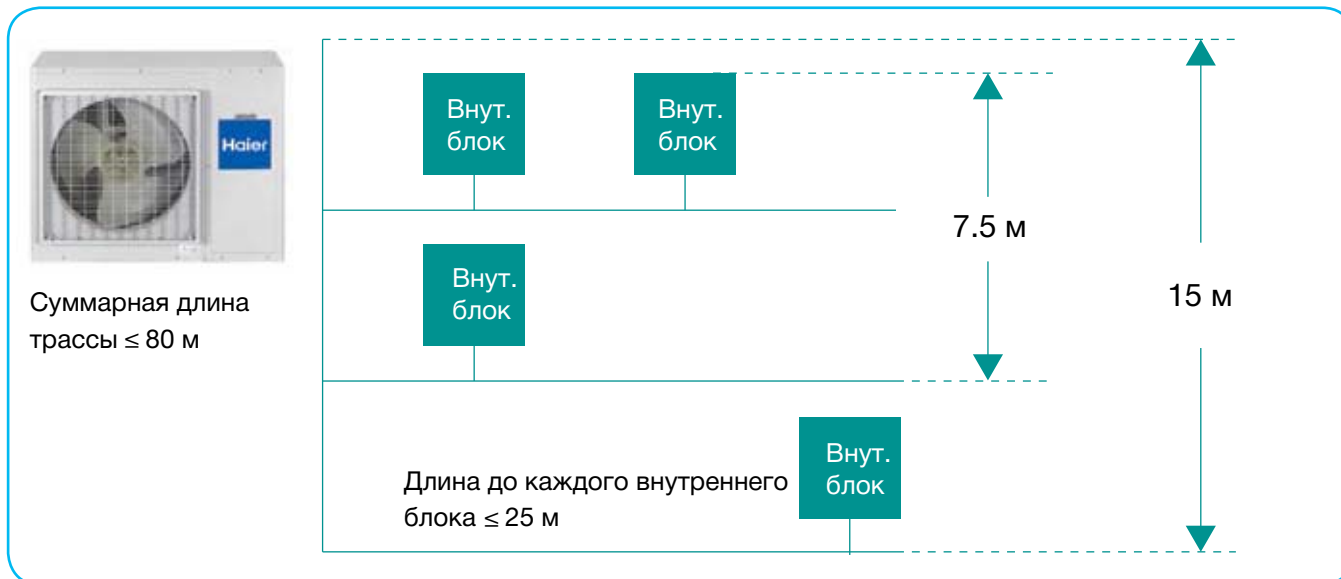 Haier
Суммарная длина
трассы ≤ 80 м
Внут.
блок
Внут.
блок
Внут.
блок
Внут.
блок
Длина до каждого внутреннего
блока ≤ 25 м
7.5 м
15 м